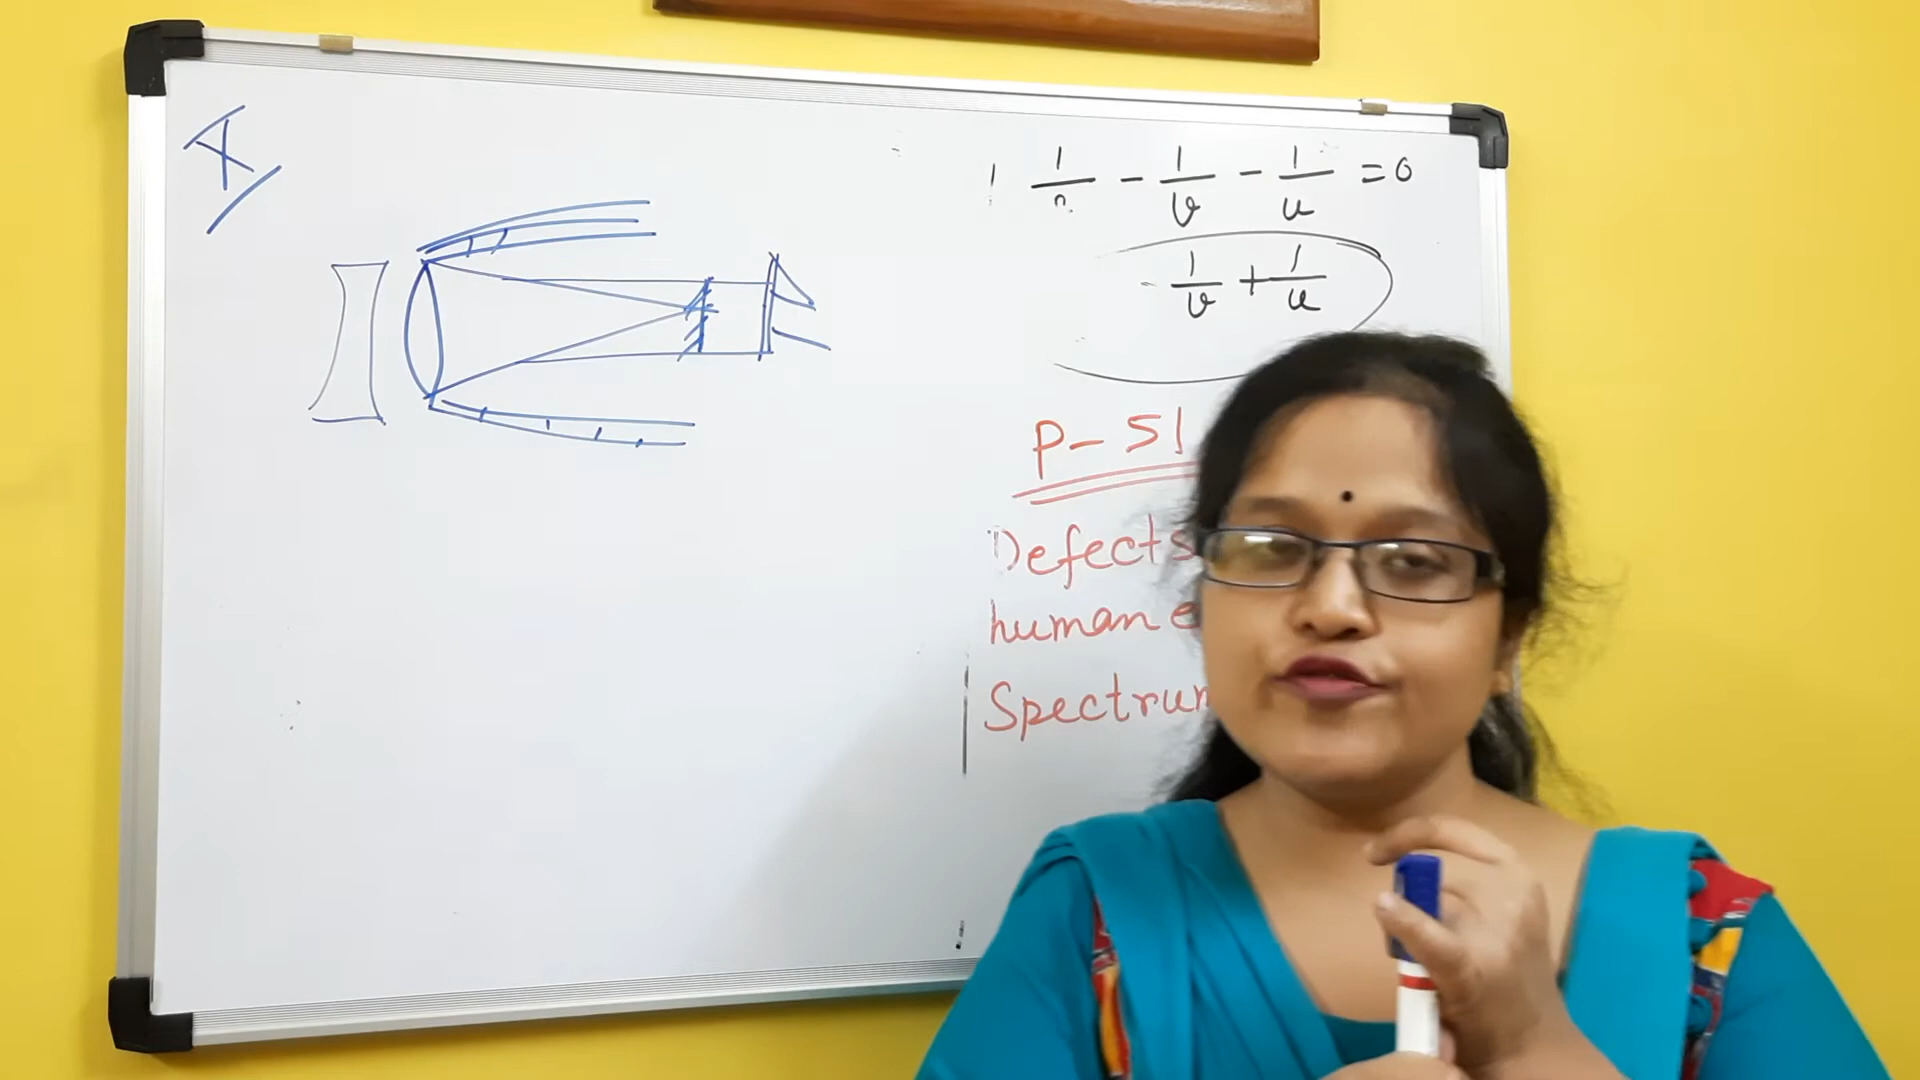 1/ - 1/v - 1/u = 0
- 1/v + 1/u
P-51
Defects
human e
Spectrum